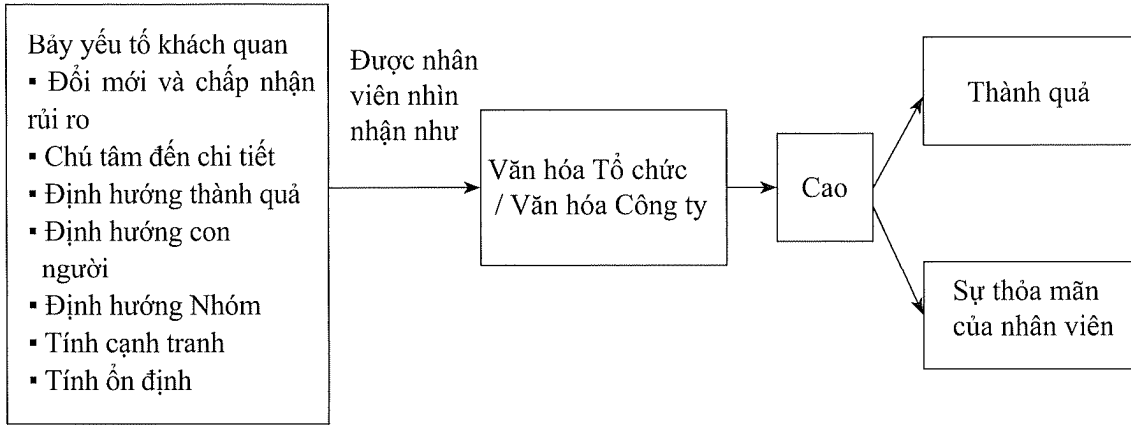 Bảy yếu tố khách quan
▪ Đổi mới và chấp nhận
rủi ro
▪ Chú tâm đến chi tiết
▪ Định hướng thành quả
▪ Định hướng con
người
▪ Định hướng Nhóm
▪ Tính cạnh tranh
▪ Tính ổn định
Được nhân
viên nhìn
nhận như
Văn hóa Tổ chức
/ Văn hóa Công ty
Cao
Thành quả
Sự thỏa mãn
của nhân viên